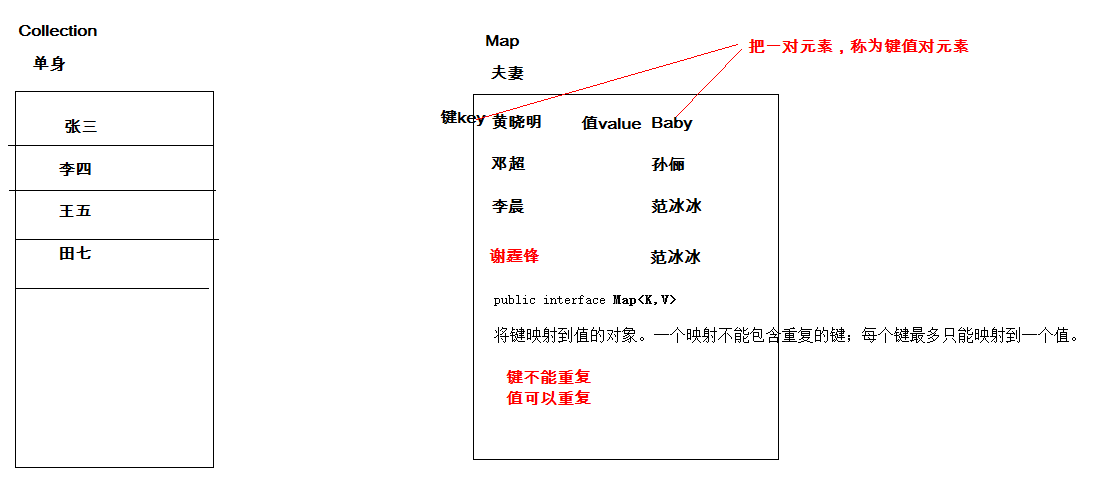 Collection
单身
张三
李四
王五
田七
Map
夫妻
把一对元素，称为键值对元素
键key 黄晓明 值value Baby
邓超 孙俪
李晨 范冰冰
谢霆锋 范冰冰
public interface Map<K,V>
将键映射到值的对象。一个映射不能包含重复的键；每个键最多只能映射到一个值。
键不能重复
值可以重复